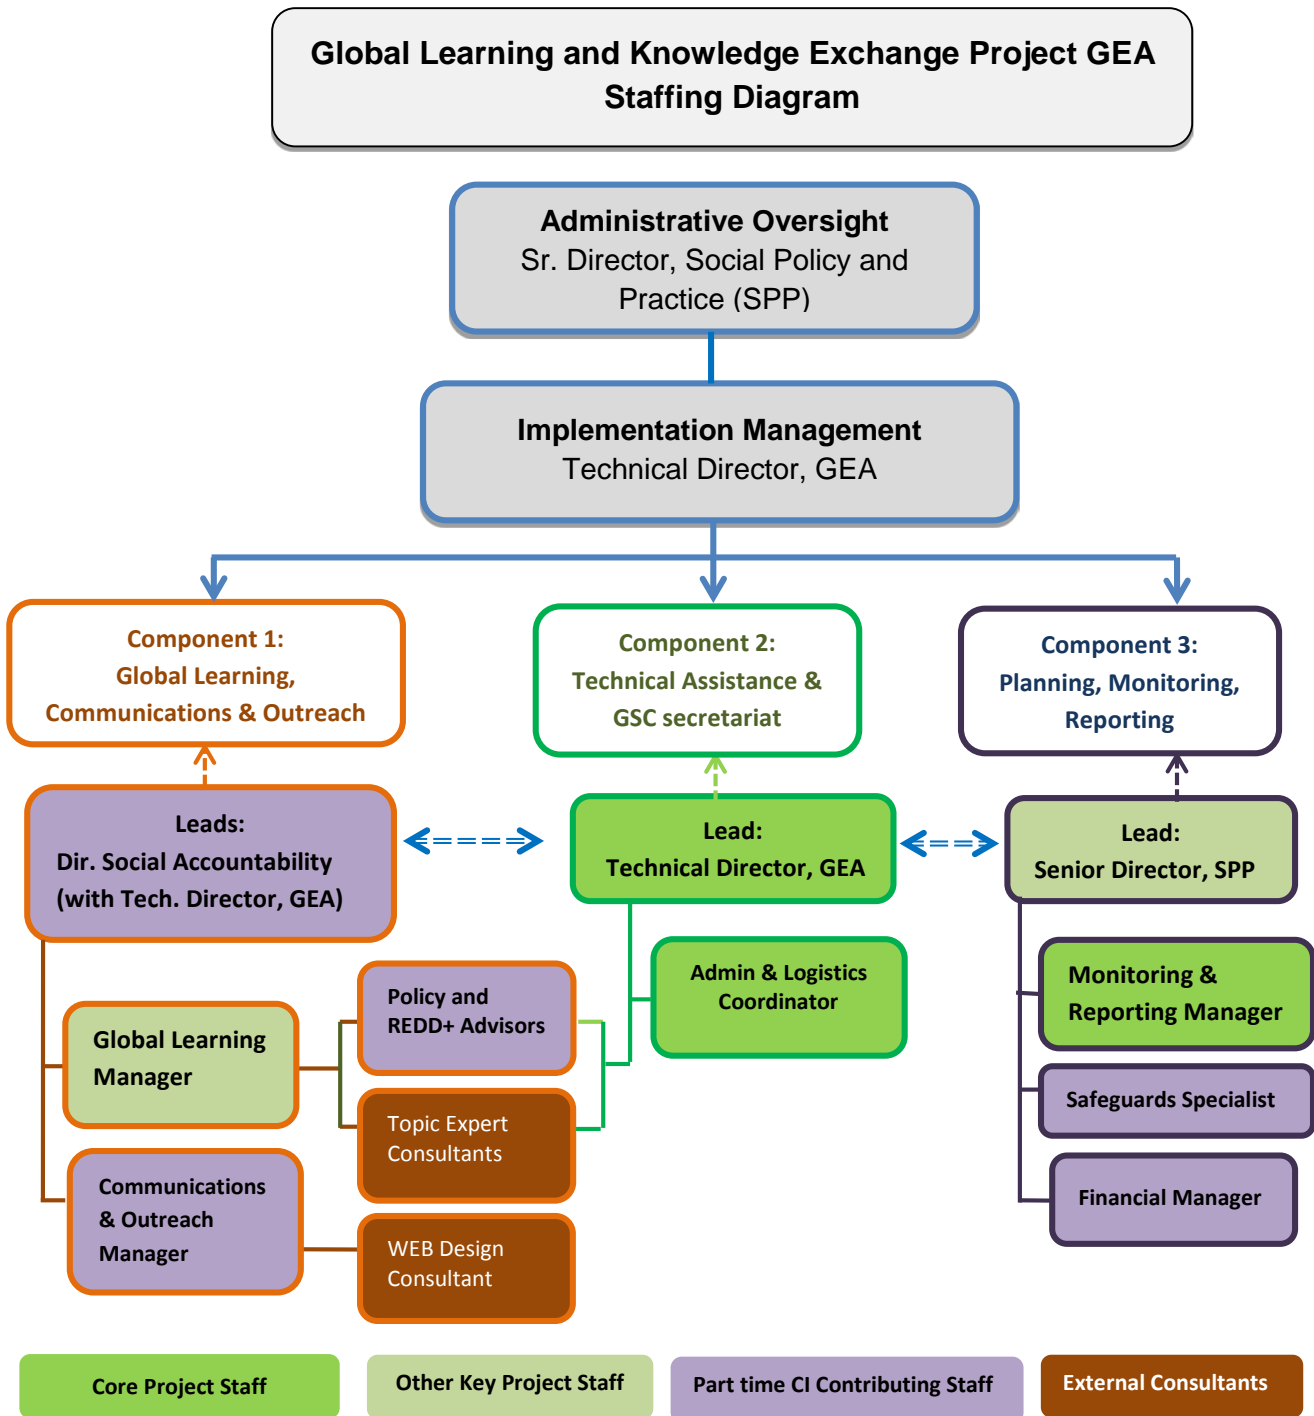 Global Learning and Knowledge Exchange Project GEA
Staffing Diagram
Administrative Oversight
Sr. Director, Social Policy and
Practice (SPP)
Implementation Management
Technical Director, GEA
Component 1:
Global Learning,
Communications & Outreach
Component 2:
Technical Assistance &
GSC secretariat
Component 3:
Planning, Monitoring,
Reporting
Leads:
Dir. Social Accountability
(with Tech. Director, GEA)
Lead:
Technical Director, GEA
Lead:
Senior Director, SPP
Global Learning
Manager
Policy and
REDD+ Advisors
Admin & Logistics
Coordinator
Monitoring &
Reporting Manager
Topic Expert
Consultants
Safeguards Specialist
Communications
& Outreach
Manager
WEB Design
Consultant
Financial Manager
Core Project Staff
Other Key Project Staff
Part time CI Contributing Staff
External Consultants